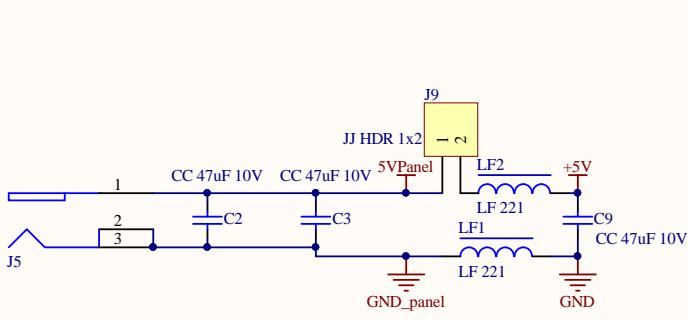 J9
JJ HDR 1x2
1
2
CC 47uF 10V
CC 47uF 10V
5VPanel
LF2
+5V
1
LF 221
2
C2
C3
LF1
C9
3
CC 47uF 10V
J5
LF 221
GND_panel
GND